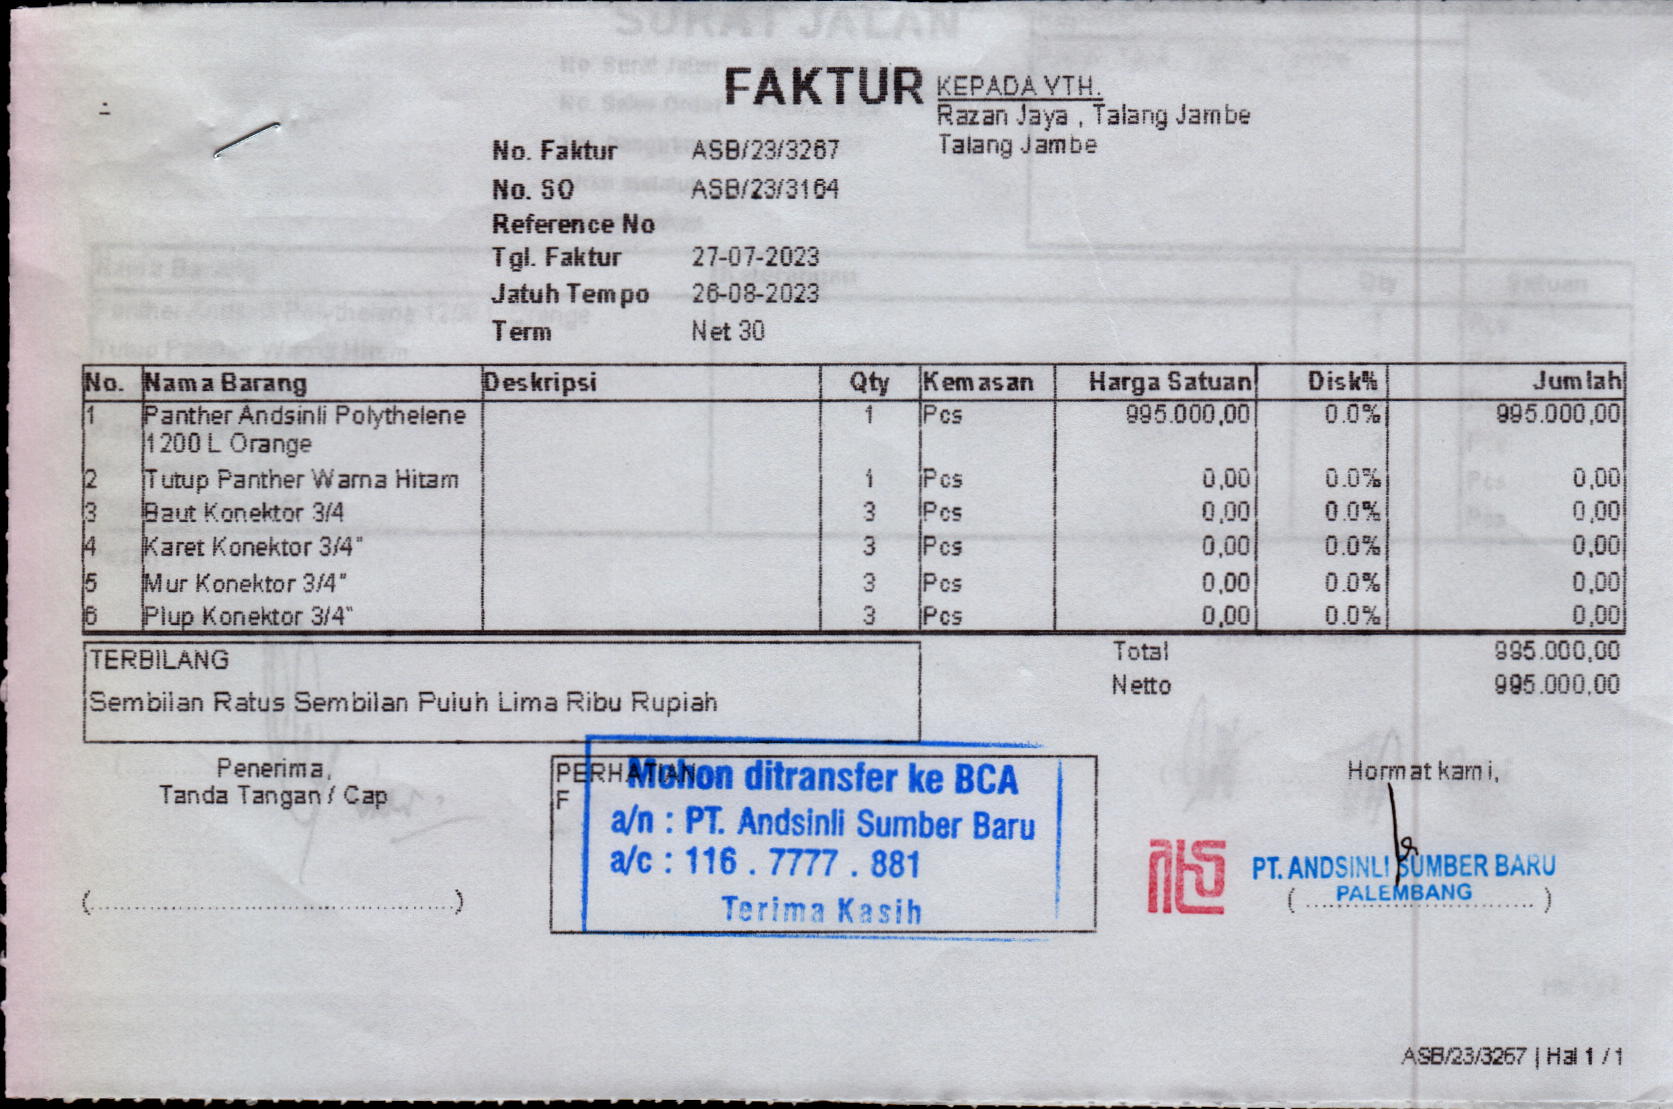 FAKTUR
KEPADA YTH.
Razan Jaya , Talang Jambe
Talang Jambe
No. Faktur ASB/23/3267
No. SO ASB/23/3164
Reference No
Tgl. Faktur 27-07-2023
Jatuh Tempo 26-08-2023
Term Net 30
No. Nama Barang Deskripsi Qty Kemasan Harga Satuan Disk% Jumlah
1 Panther Andsinli Polythelene 1 Pcs 995.000,00 0.0% 995.000,00
1200 L Orange
2 Tutup Panther Warna Hitam 1 Pcs 0,00 0.0% 0,00
3 Baut Konektor 3/4 3 Pcs 0,00 0.0% 0,00
4 Karet Konektor 3/4" 3 Pcs 0,00 0.0% 0,00
5 Mur Konektor 3/4" 3 Pcs 0,00 0.0% 0,00
6 Plup Konektor 3/4" 3 Pcs 0,00 0.0% 0,00
Total 995.000,00
Netto 995.000,00
TERBILANG
Sembilan Ratus Sembilan Puluh Lima Ribu Rupiah
Penerima,
Tanda Tangan / Cap
PERHATIAN
F
Mohon ditransfer ke BCA
a/n : PT. Andsinli Sumber Baru
a/c : 116 . 7777 . 881
Terima Kasih
Hormat kami,
PT. ANDSINLI SUMBER BARU
PALEMBANG
ASB/23/3267 | Hal 1 / 1
SURAT JALAN